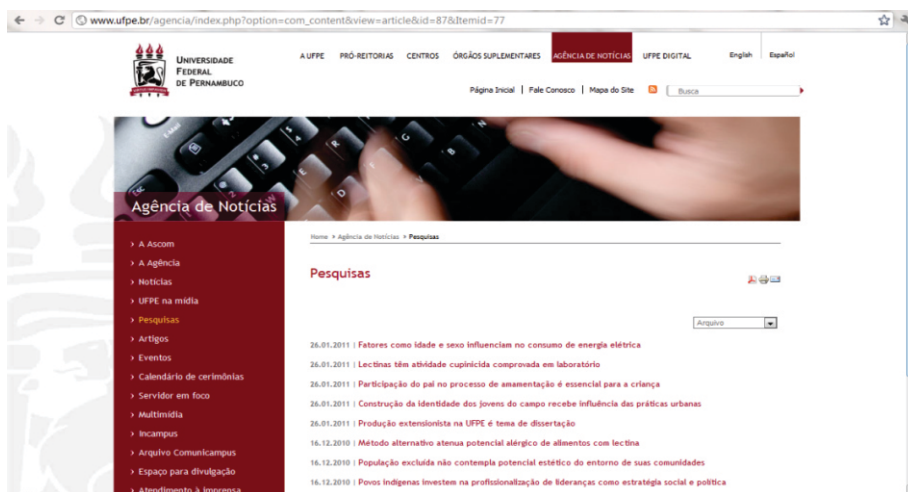 www.ufpe.br/agencia/index.php?option=com_content&view=article&id=87&Itemid=77
UNIVERSIDADE
FEDERAL
DE PERNAMBUCO
A UFPE PRÓ-REITORIAS CENTROS ÓRGÃOS SUPLEMENTARES AGÊNCIA DE NOTÍCIAS UFPE DIGITAL English Español
Página Inicial | Fale Conosco | Mapa do Site Busca
Agência de Notícias
Home > Agência de Notícias > Pesquisas
› A Ascom
› A Agência
› Notícias
› UFPE na mídia
› Pesquisas
› Artigos
› Eventos
› Calendário de cerimônias
› Servidor em foco
› Multimídia
› Incampus
› Arquivo Comunicampus
› Espaço para divulgação
› Atendimento à imprensa
Pesquisas
Arquivo
26.01.2011 | Fatores como idade e sexo influenciam no consumo de energia elétrica
26.01.2011 | Lectinas têm atividade cupinicida comprovada em laboratório
26.01.2011 | Participação do pai no processo de amamentação é essencial para a criança
26.01.2011 | Construção da identidade dos jovens do campo recebe influência das práticas urbanas
26.01.2011 | Produção extensionista na UFPE é tema de dissertação
16.12.2010 | Método alternativo atenua potencial alérgico de alimentos com lectina
16.12.2010 | População excluída não contempla potencial estético do entorno de suas comunidades
16.12.2010 | Povos indígenas investem na profissionalização de lideranças como estratégia social e política